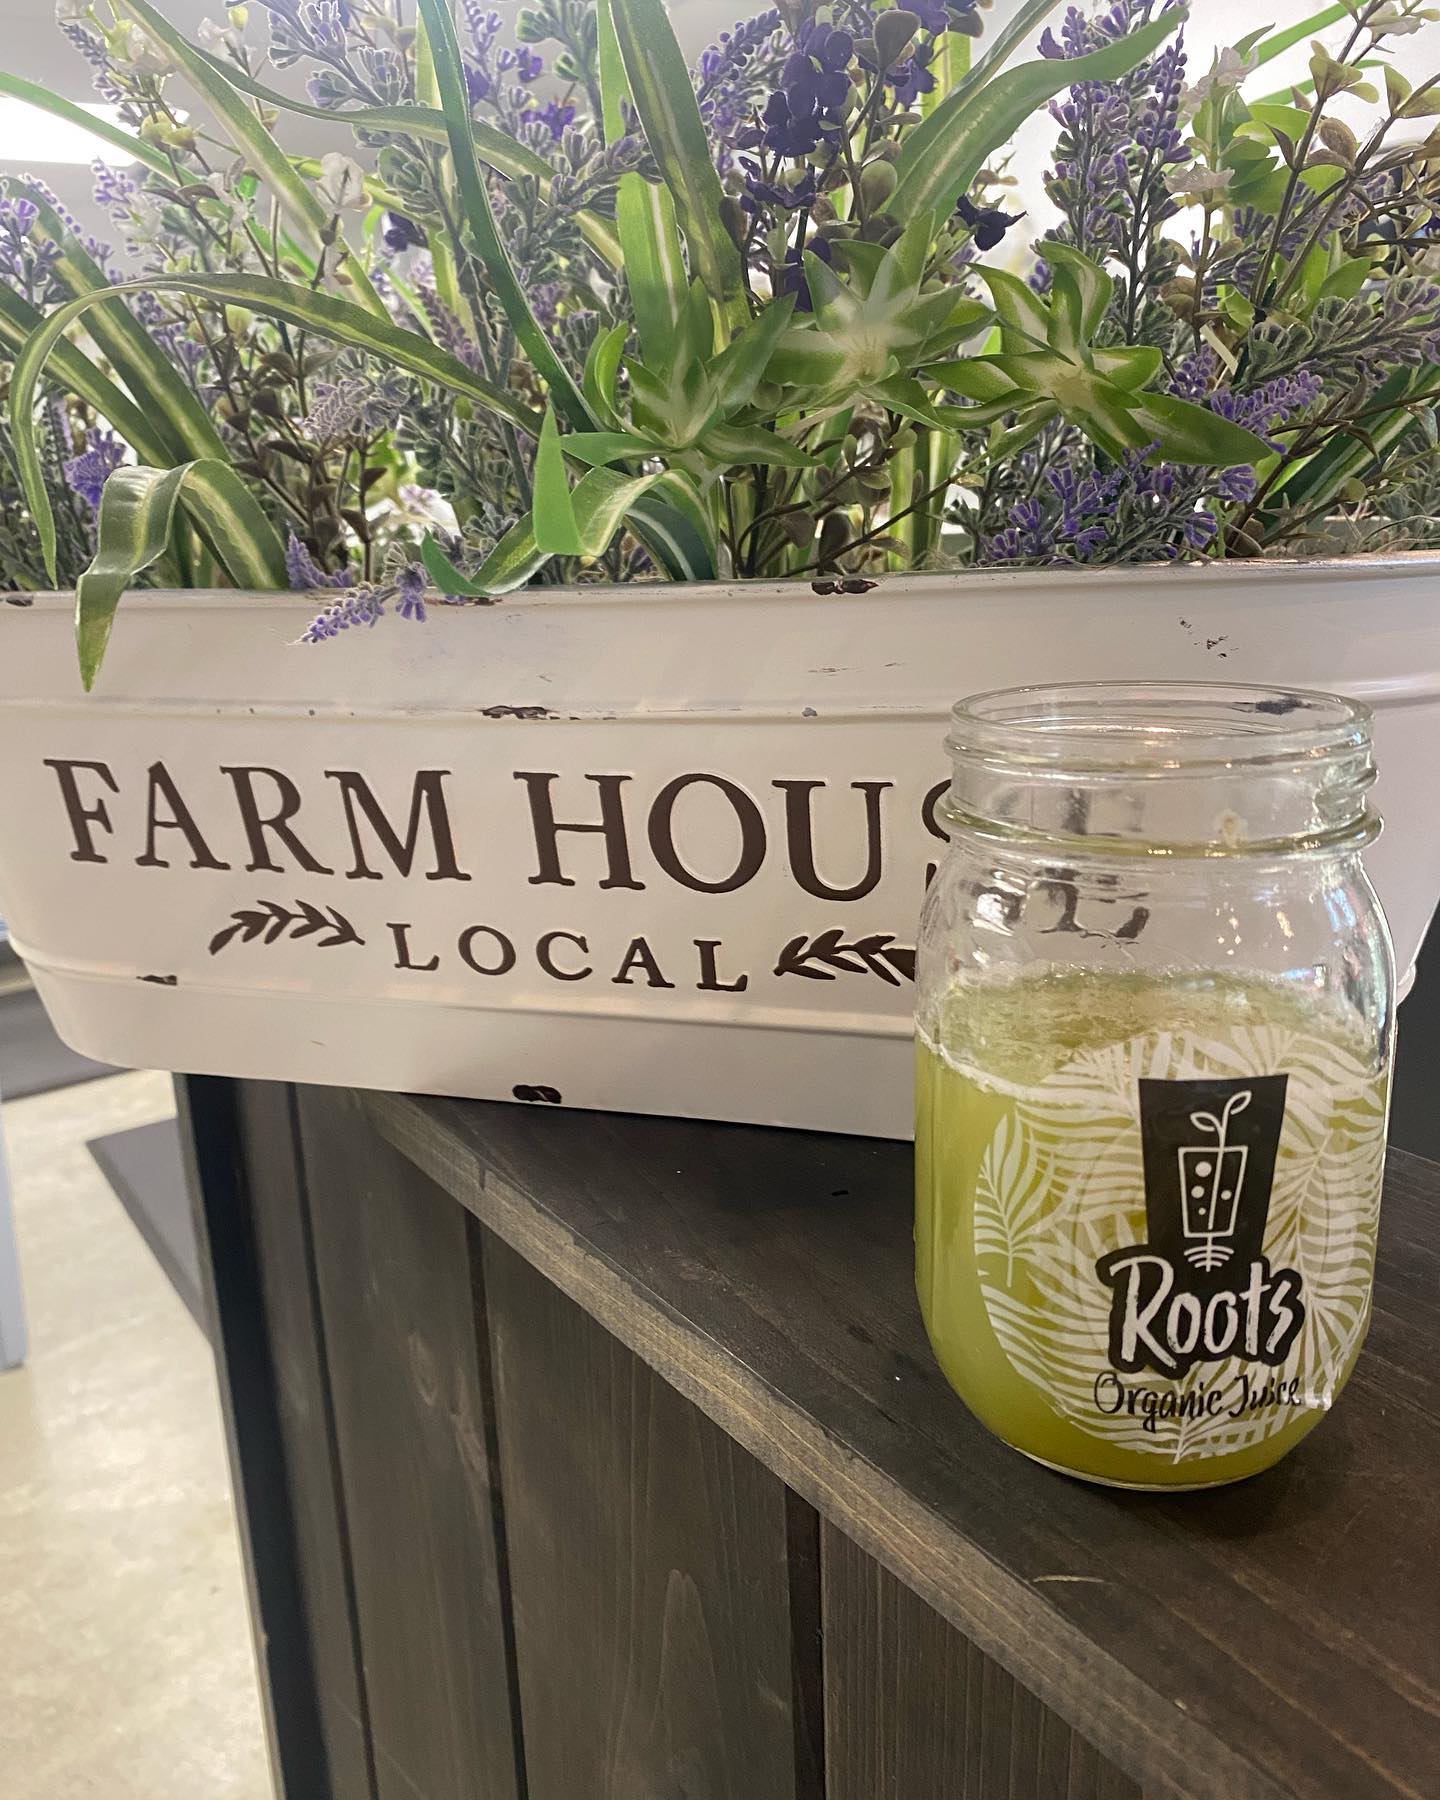 FARM HOUS
LOCAL
Roots
Organic Juice